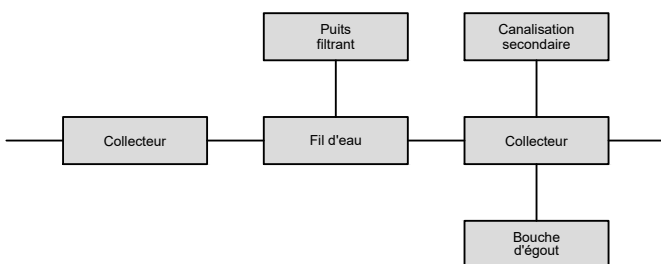 Puits
filtrant
Canalisation
secondaire
Collecteur
Fil d'eau
Collecteur
Bouche
d'égout